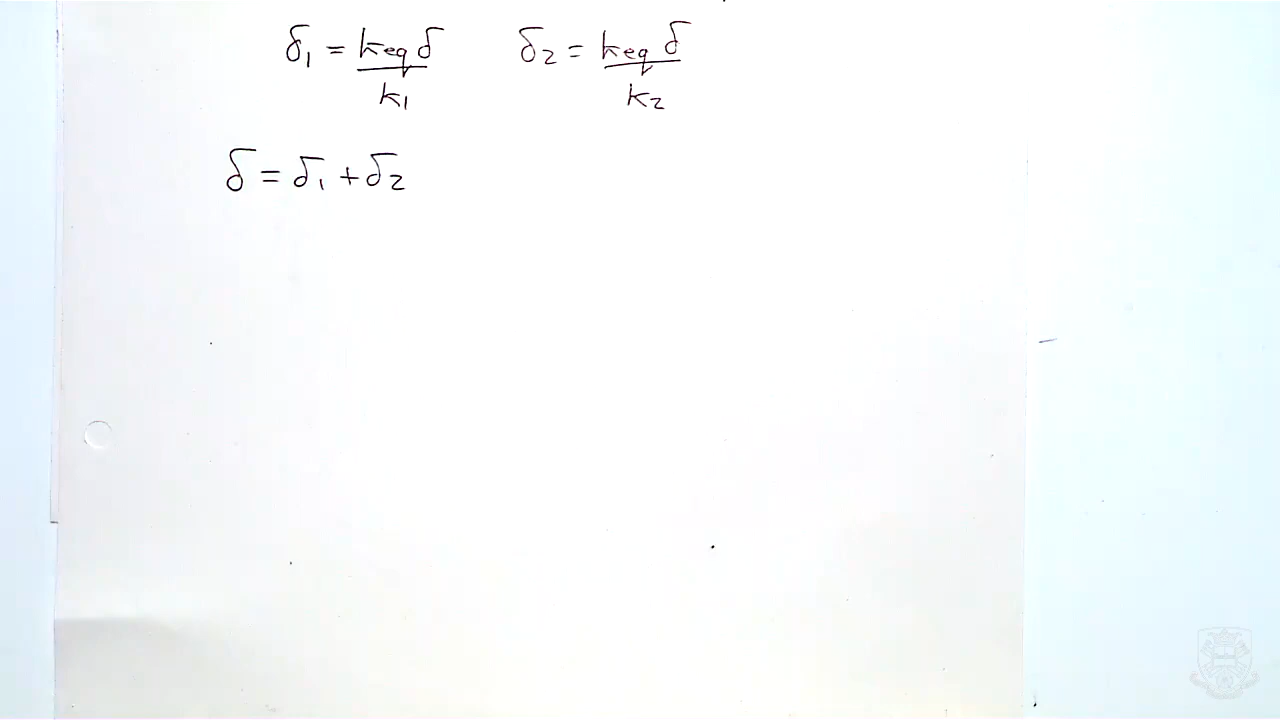 δ₁ = keq δ / k₁ δ₂ = keq δ / k₂
δ = δ₁ + δ₂